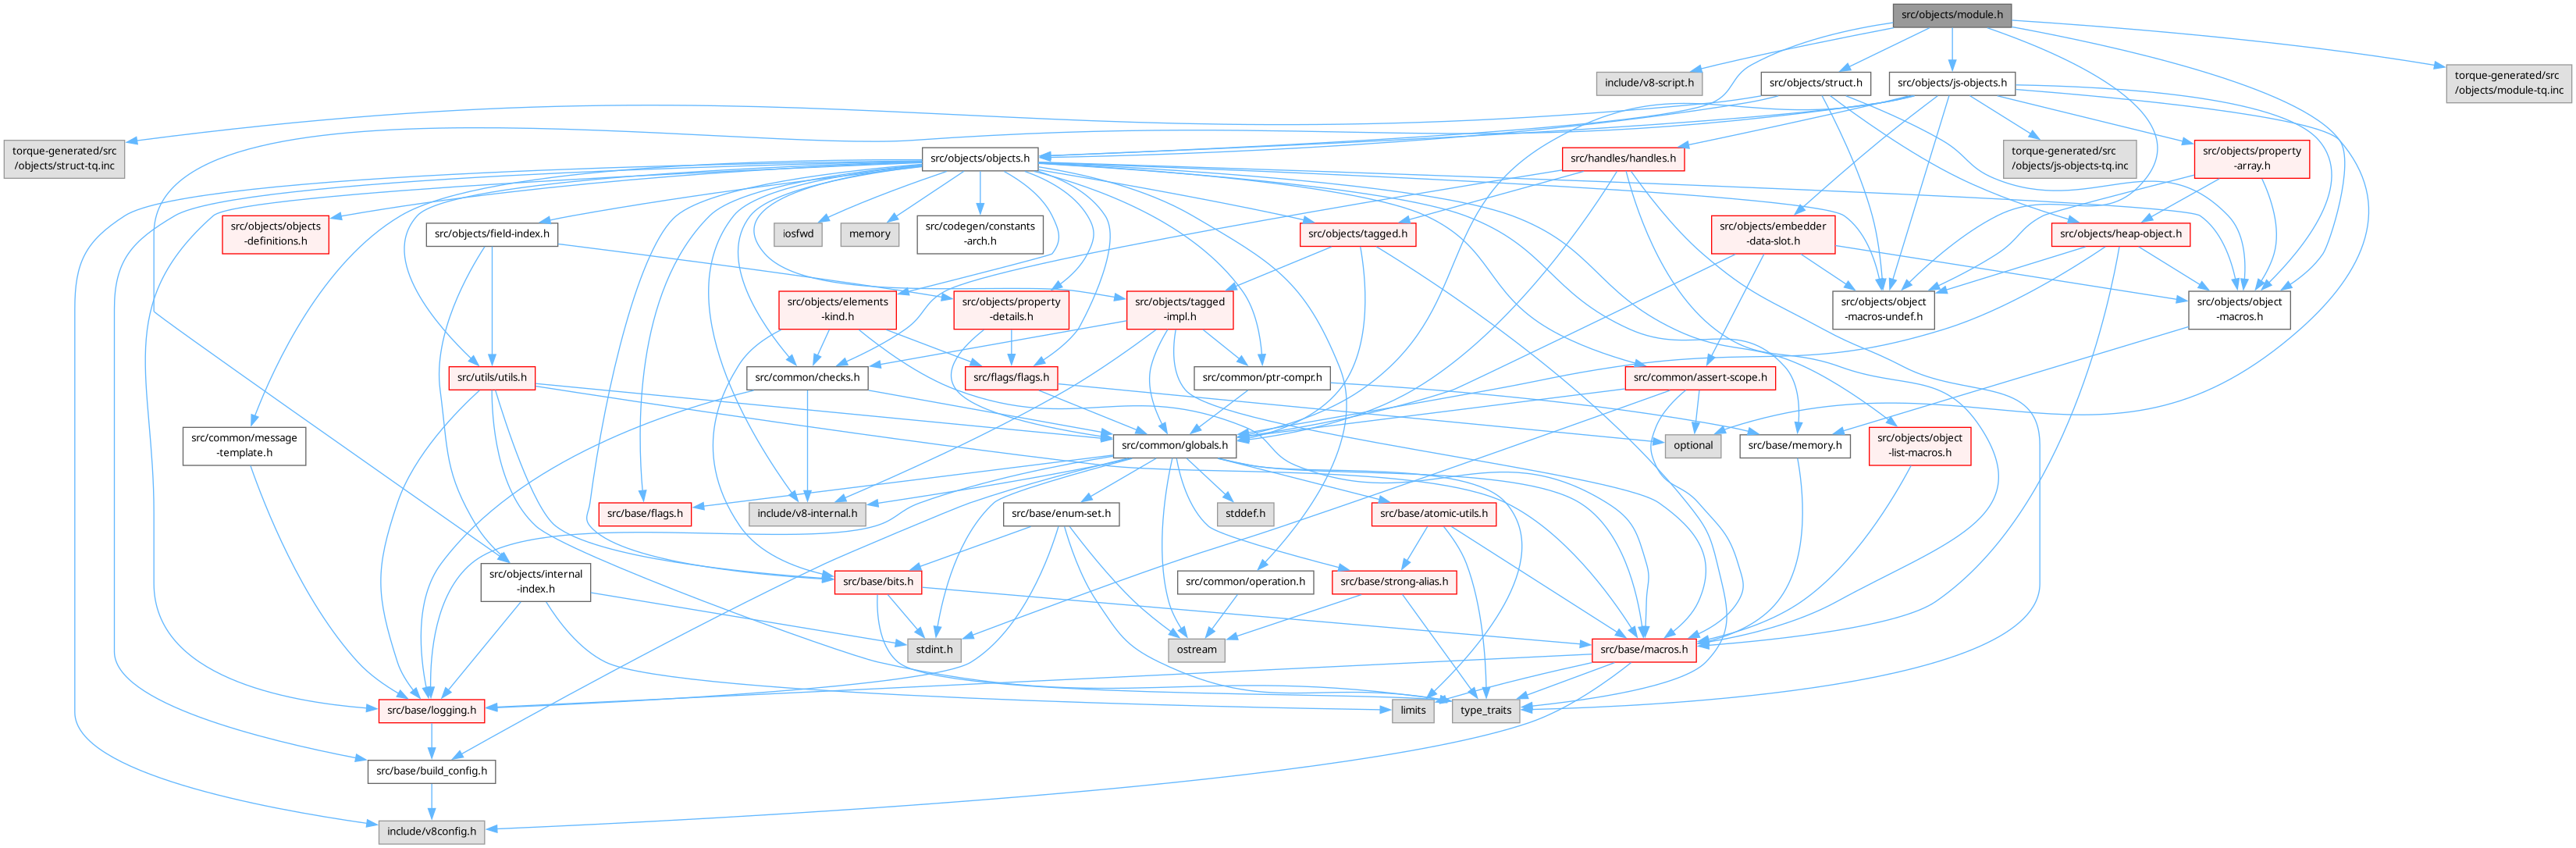 src/objects/module.h
include/v8-script.h
src/objects/struct.h
src/objects/js-objects.h
torque-generated/src
/objects/module-tq.inc
torque-generated/src
/objects/struct-tq.inc
src/objects/objects.h
src/handles/handles.h
torque-generated/src
/objects/js-objects-tq.inc
src/objects/property
-array.h
src/objects/objects
-definitions.h
src/objects/field-index.h
iosfwd
memory
src/codegen/constants
-arch.h
src/objects/tagged.h
src/objects/embedder
-data-slot.h
src/objects/heap-object.h
src/objects/elements
-kind.h
src/objects/property
-details.h
src/objects/tagged
-impl.h
src/objects/object
-macros-undef.h
src/objects/object
-macros.h
src/utils/utils.h
src/common/checks.h
src/flags/flags.h
src/common/ptr-compr.h
src/common/assert-scope.h
src/common/message
-template.h
src/common/globals.h
optional
src/base/memory.h
src/objects/object
-list-macros.h
src/base/flags.h
include/v8-internal.h
src/base/enum-set.h
stddef.h
src/base/atomic-utils.h
src/objects/internal
-index.h
src/base/bits.h
src/common/operation.h
src/base/strong-alias.h
stdint.h
ostream
src/base/macros.h
src/base/logging.h
limits
type_traits
src/base/build_config.h
include/v8config.h